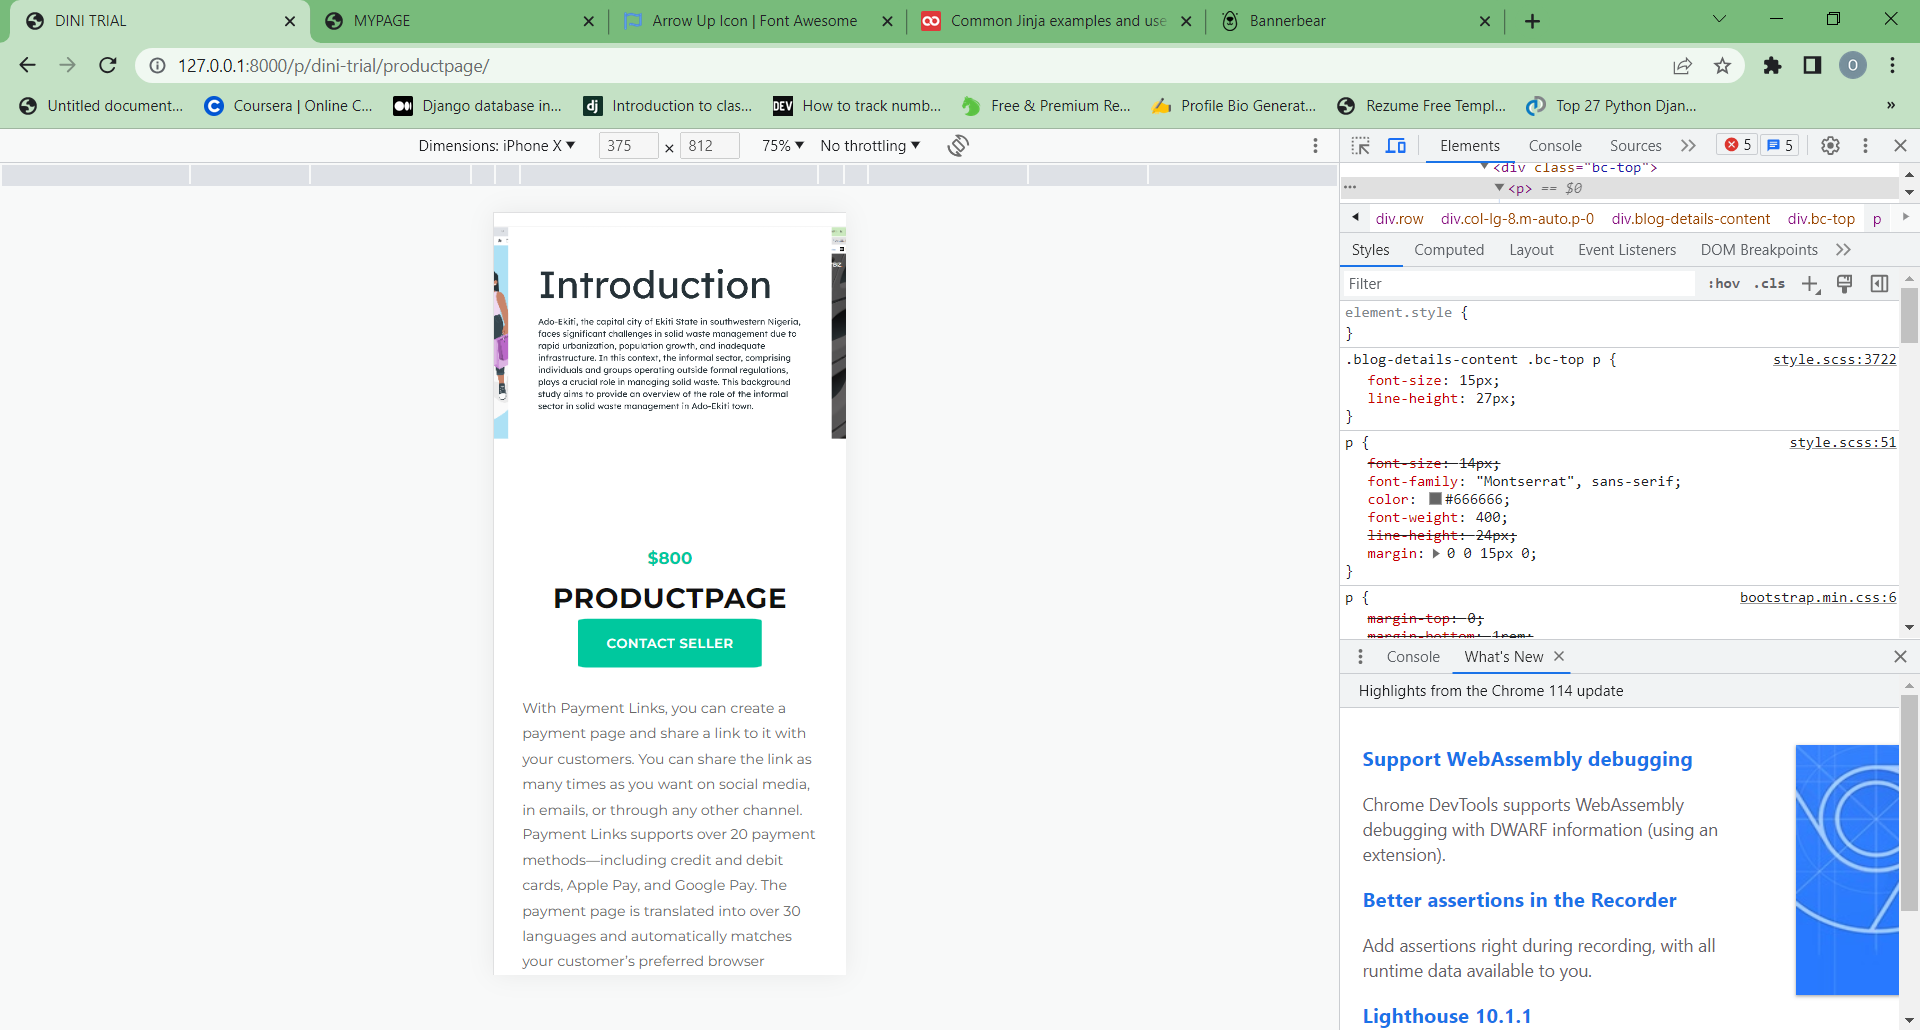 DINI TRIAL
MYPAGE
Arrow Up Icon | Font Awesome
Common Jinja examples and use
Bannerbear
127.0.0.1:8000/p/dini-trial/productpage/
O
Untitled document...
Coursera | Online C...
Django database in...
dj
Introduction to clas...
DEV
How to track numb...
Free & Premium Re...
Profile Bio Generat...
Rezume Free Templ...
Top 27 Python Djan...
»
Dimensions: iPhone X
375
×
812
75%
No throttling
Elements
Console
Sources
5
5
<div class="bc-top">
<p> == $0
div.row
div.col-lg-8.m-auto.p-0
div.blog-details-content
div.bc-top
p
Styles
Computed
Layout
Event Listeners
DOM Breakpoints
Filter
:hov
.cls
element.style {
}
.blog-details-content .bc-top p {
style.scss:3722
font-size: 15px;
line-height: 27px;
}
p {
style.scss:51
font-size: 14px;
font-family: "Montserrat", sans-serif;
color: #666666;
font-weight: 400;
line-height: 24px;
margin: 0 0 15px 0;
}
p {
bootstrap.min.css:6
margin-top: 0;
margin-bottom: 1rem;
Introduction
Ado-Ekiti, the capital city of Ekiti State in southwestern Nigeria,
faces significant challenges in solid waste management due to
rapid urbanization, population growth, and inadequate
infrastructure. In this context, the informal sector, comprising
individuals and groups operating outside formal regulations,
plays a crucial role in managing solid waste. This background
study aims to provide an overview of the role of the informal
sector in solid waste management in Ado-Ekiti town.
$800
PRODUCTPAGE
CONTACT SELLER
With Payment Links, you can create a
payment page and share a link to it with
your customers. You can share the link as
many times as you want on social media,
in emails, or through any other channel.
Payment Links supports over 20 payment
methods—including credit and debit
cards, Apple Pay, and Google Pay. The
payment page is translated into over 30
languages and automatically matches
your customer's preferred browser
Console
What's New
Highlights from the Chrome 114 update
Support WebAssembly debugging
Chrome DevTools supports WebAssembly
debugging with DWARF information (using an
extension).
Better assertions in the Recorder
Add assertions right during recording, with all
runtime data available to you.
Lighthouse 10.1.1